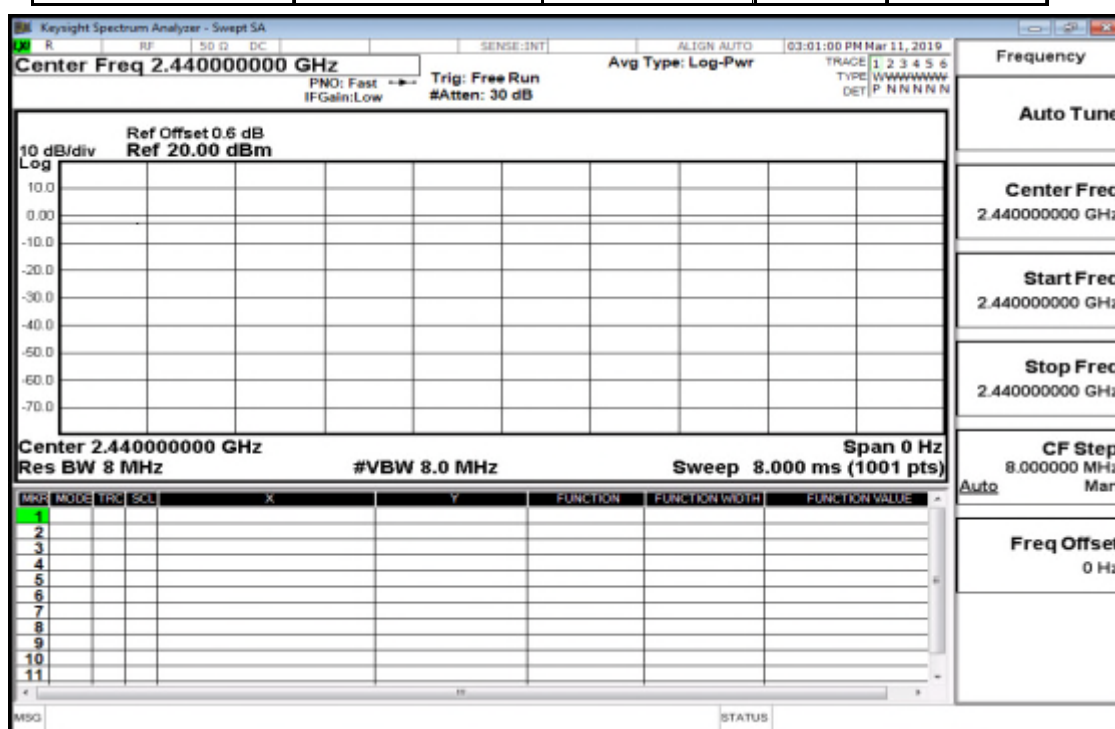 Keysight Spectrum Analyzer - Swept SA
R RF 50 Ω DC SENSE:INT ALIGN AUTO 03:01:00 PM Mar 11, 2019
Center Freq 2.440000000 GHz
PNO: Fast
IFGain:Low
Trig: Free Run
#Atten: 30 dB
Avg Type: Log-Pwr
TRACE 1 2 3 4 5 6
TYPE WWWWWW
DET P N N N N N
Ref Offset 0.6 dB
10 dB/div Ref 20.00 dBm
Log
10.0
0.00
-10.0
-20.0
-30.0
-40.0
-50.0
-60.0
-70.0
Center 2.440000000 GHz Span 0 Hz
Res BW 8 MHz #VBW 8.0 MHz Sweep 8.000 ms (1001 pts)
MKR MODE TRC SCL X Y FUNCTION FUNCTION WIDTH FUNCTION VALUE
1
2
3
4
5
6
7
8
9
10
11
MSG STATUS
Frequency
Auto Tune
Center Freq
2.440000000 GHz
Start Freq
2.440000000 GHz
Stop Freq
2.440000000 GHz
CF Step
8.000000 MHz
Auto Man
Freq Offset
0 Hz